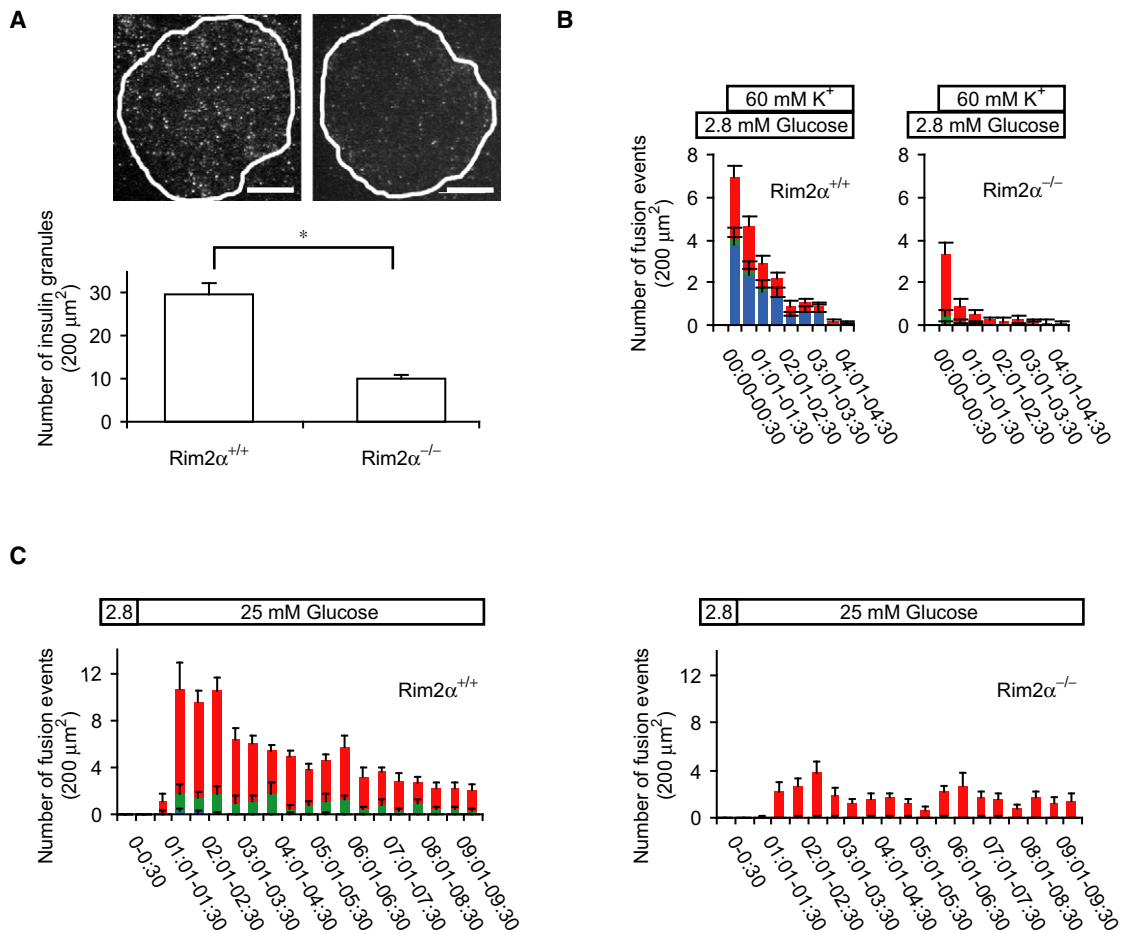 A
Number of insulin granules
(200 μm²)
30
20
10
0
*
Rim2α+/+
Rim2α−/−
B
60 mM K+
2.8 mM Glucose
Number of fusion events
(200 μm²)
8
6
4
2
0
Rim2α+/+
00:00-00:30
01:01-01:30
02:01-02:30
03:01-03:30
04:01-04:30
60 mM K+
2.8 mM Glucose
8
6
4
2
0
Rim2α−/−
00:00-00:30
01:01-01:30
02:01-02:30
03:01-03:30
04:01-04:30
C
2.8 25 mM Glucose
Number of fusion events
(200 μm²)
12
8
4
0
Rim2α+/+
0-0:30
01:01-01:30
02:01-02:30
03:01-03:30
04:01-04:30
05:01-05:30
06:01-06:30
07:01-07:30
08:01-08:30
09:01-09:30
2.8 25 mM Glucose
Number of fusion events
(200 μm²)
12
8
4
0
Rim2α−/−
0-0:30
01:01-01:30
02:01-02:30
03:01-03:30
04:01-04:30
05:01-05:30
06:01-06:30
07:01-07:30
08:01-08:30
09:01-09:30